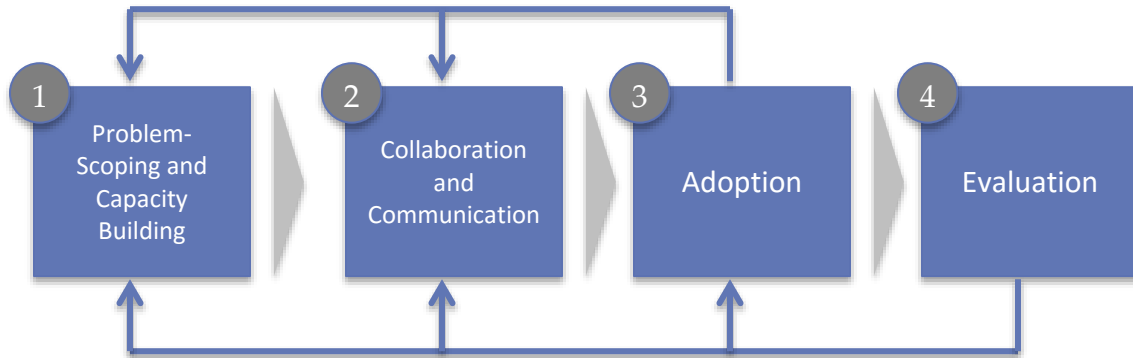 1
Problem-
Scoping and
Capacity
Building
2
Collaboration
and
Communication
3
Adoption
4
Evaluation